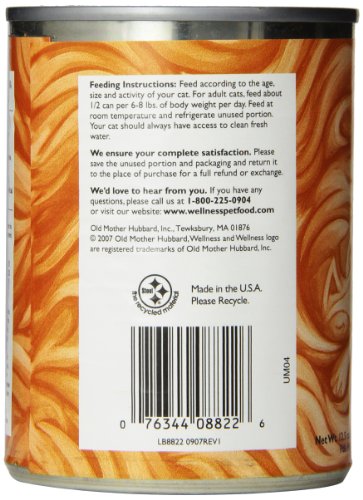 Feeding Instructions: Feed according to the age,
size and activity of your cat. For adult cats, feed about
1/2 can per 6-8 lbs. of body weight per day. Feed at
room temperature and refrigerate unused portion.
Your cat should always have access to clean fresh
water.
We ensure your complete satisfaction. Please
save the unused portion and packaging and return it
to the place of purchase for a full refund or exchange.
We'd love to hear from you. If you have any
questions, please call us at 1-800-225-0904
or visit our website: www.wellnesspetfood.com
Old Mother Hubbard, Inc., Tewksbury, MA 01876
© 2007 Old Mother Hubbard, Wellness and Wellness logo
are registered trademarks of Old Mother Hubbard, Inc.
Steel
the recycled material
Made in the U.S.A.
Please Recycle.
UM04
0 76344 08822 6
LB8822 0907REV1
Net Wt.